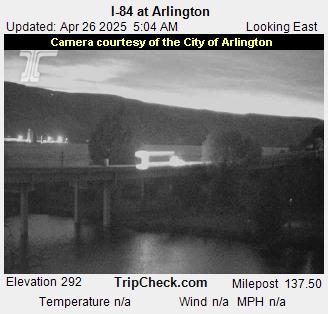 I-84 at Arlington
Updated: Apr 26 2025 5:04 AM Looking East
Camera courtesy of the City of Arlington
Elevation 292 TripCheck.com Milepost 137.50
Temperature n/a Wind n/a MPH n/a